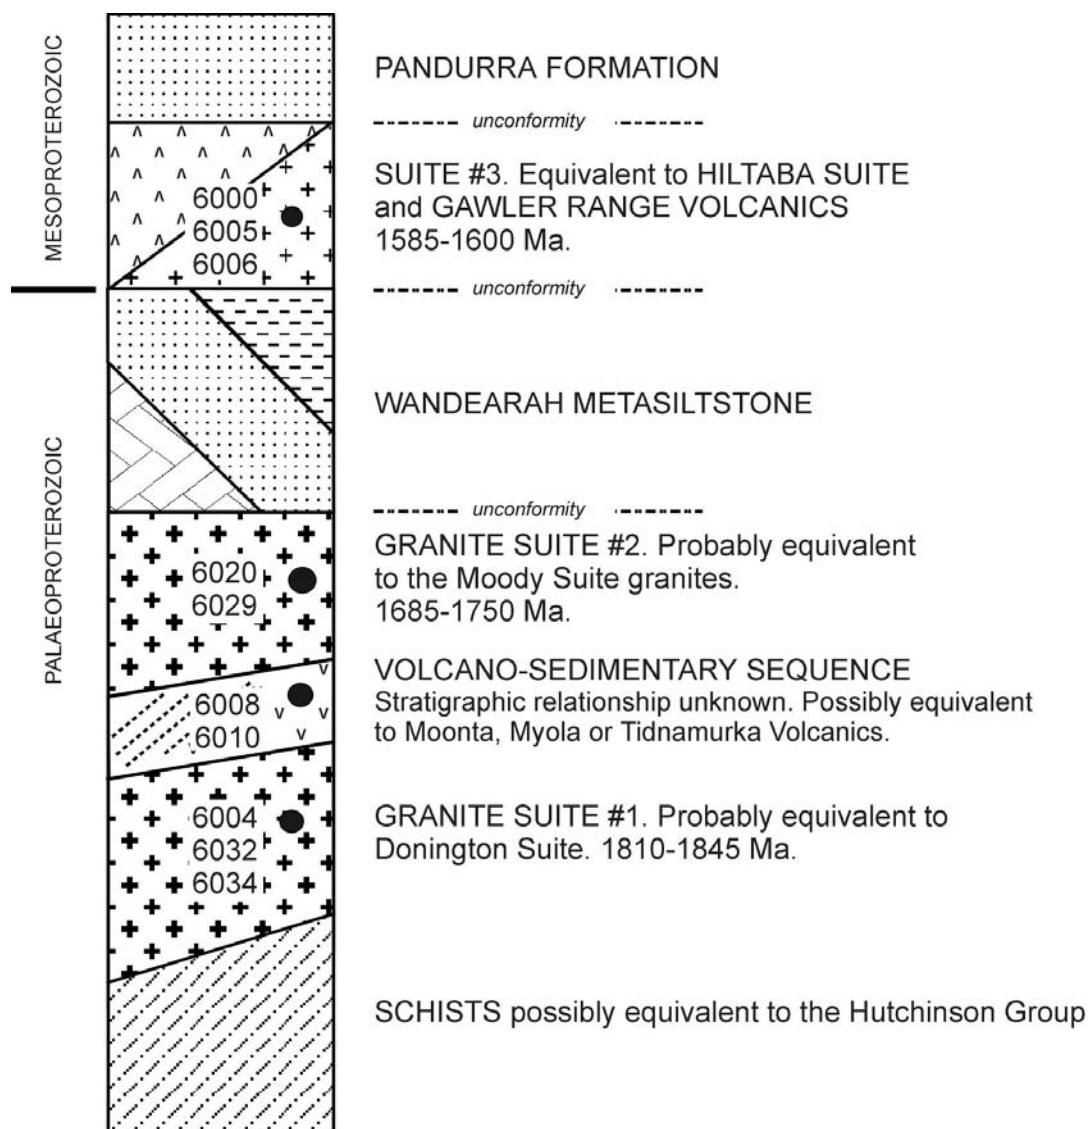 MESOPROTEROZOIC
PANDURRA FORMATION
unconformity
SUITE #3. Equivalent to HILTABA SUITE
and GAWLER RANGE VOLCANICS
1585-1600 Ma.
6000
6005
6006
unconformity
PALAEOPROTEROZOIC
WANDEARAH METASILTSTONE
unconformity
GRANITE SUITE #2. Probably equivalent
to the Moody Suite granites.
1685-1750 Ma.
6020
6029
VOLCANO-SEDIMENTARY SEQUENCE
Stratigraphic relationship unknown. Possibly equivalent
to Moonta, Myola or Tidnamurka Volcanics.
6008
6010
GRANITE SUITE #1. Probably equivalent to
Donington Suite. 1810-1845 Ma.
6004
6032
6034
SCHISTS possibly equivalent to the Hutchinson Group